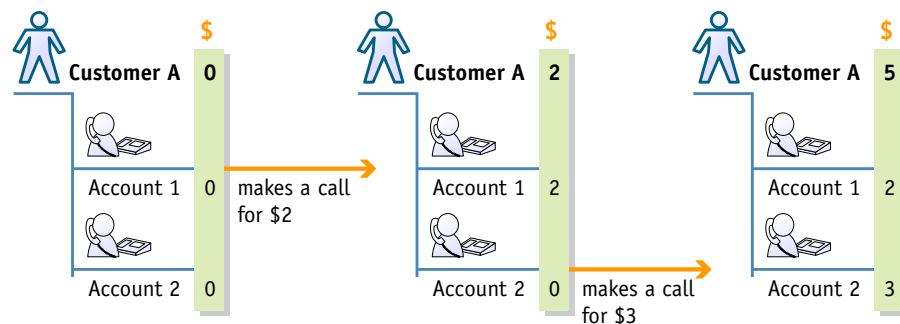 $
Customer A 0
Account 1 0
Account 2 0
makes a call
for $2
$
Customer A 2
Account 1 2
Account 2 0
makes a call
for $3
$
Customer A 5
Account 1 2
Account 2 3